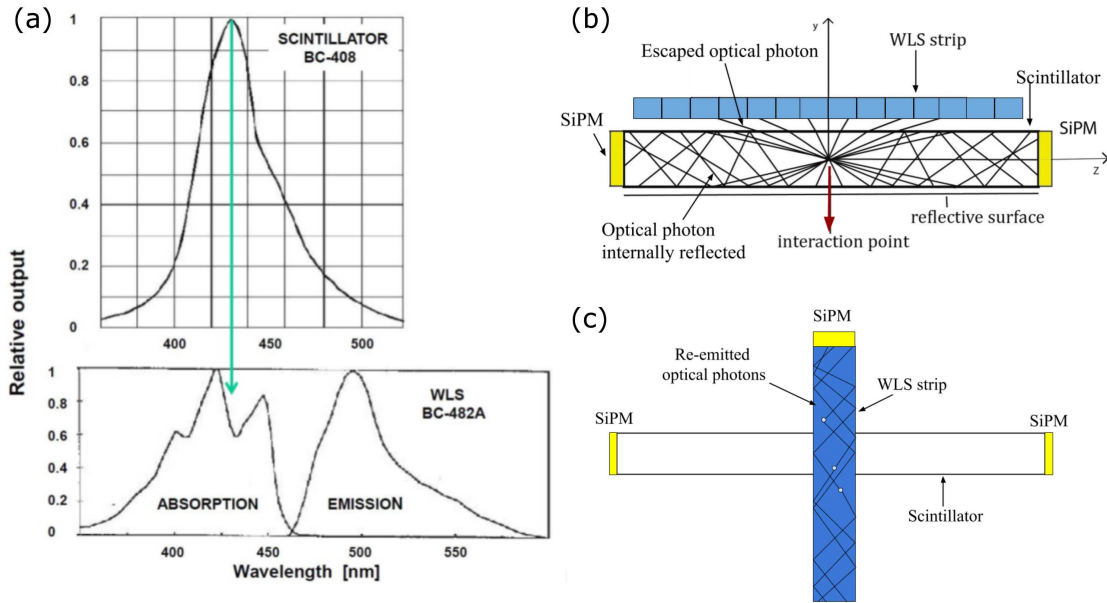 (a)
Relative output
1
0.8
0.6
0.4
0.2
0
SCINTILLATOR
BC-408
400
450
500
1
0.8
0.6
0.4
0.2
0
WLS
BC-482A
ABSORPTION
EMISSION
400
450
500
550
Wavelength [nm]
(b)
y
Escaped optical photon
WLS strip
Scintillator
SiPM
SiPM
z
Optical photon
internally reflected
interaction point
reflective surface
(c)
SiPM
Re-emitted
optical photons
WLS strip
SiPM
SiPM
Scintillator